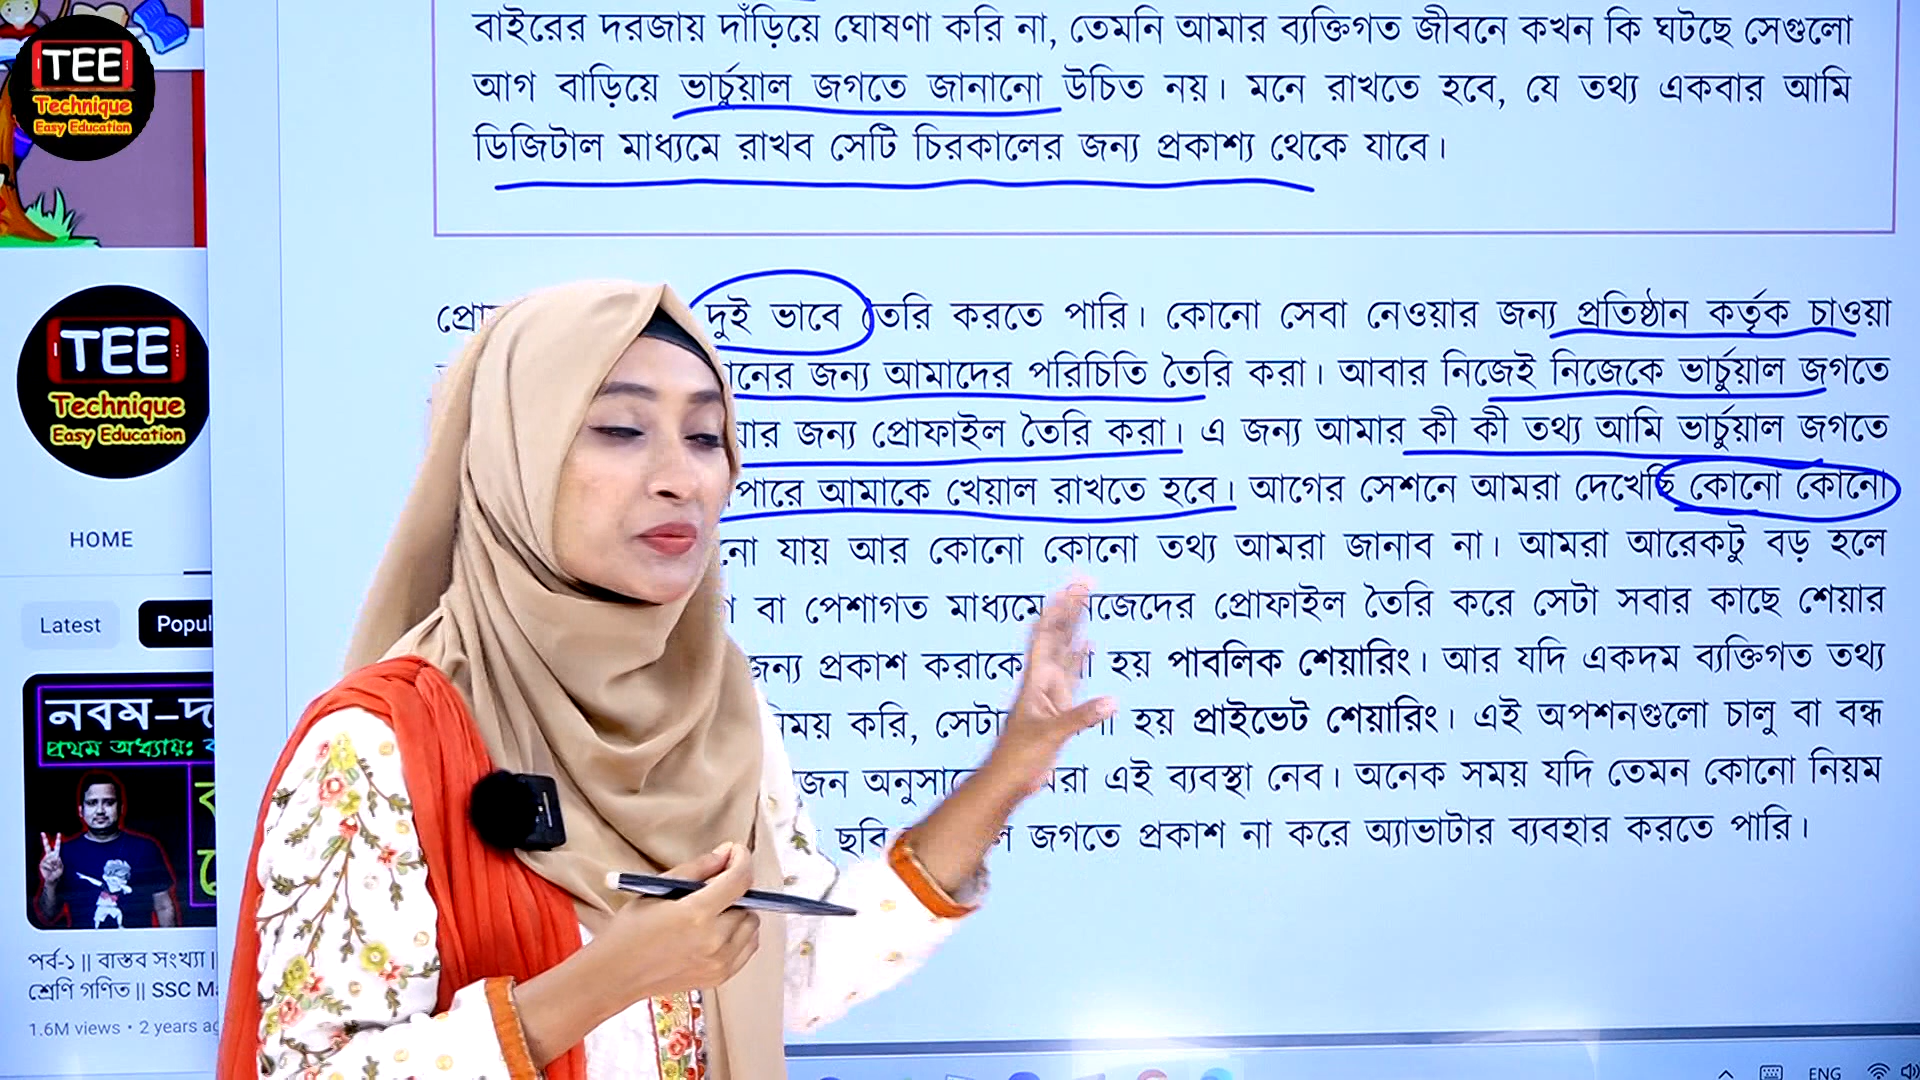 TEE
Technique
Easy Education
বাইরের দরজায় দাঁড়িয়ে ঘোষণা করি না, তেমনি আমার ব্যক্তিগত জীবনে কখন কি ঘটছে সেগুলো
আগ বাড়িয়ে ভার্চুয়াল জগতে জানানো উচিত নয়। মনে রাখতে হবে, যে তথ্য একবার আমি
ডিজিটাল মাধ্যমে রাখব সেটি চিরকালের জন্য প্রকাশ্য থেকে যাবে।
দুই ভাবে তৈরি করতে পারি। কোনো সেবা নেওয়ার জন্য প্রতিষ্ঠান কর্তৃক চাওয়া
জন্য আমাদের পরিচিতি তৈরি করা। আবার নিজেই নিজেকে ভার্চুয়াল জগতে
জন্য প্রোফাইল তৈরি করা। এ জন্য আমার কী কী তথ্য আমি ভার্চুয়াল জগতে
আমাকে খেয়াল রাখতে হবে। আগের সেশনে আমরা দেখেছি কোনো কোনো
যায় আর কোনো কোনো তথ্য আমরা জানাব না। আমরা আরেকটু বড় হলে
বা পেশাগত মাধ্যমে নিজেদের প্রোফাইল তৈরি করে সেটা সবার কাছে শেয়ার
জন্য প্রকাশ করাকে হয় পাবলিক শেয়ারিং। আর যদি একদম ব্যক্তিগত তথ্য
করি, হয় প্রাইভেট শেয়ারিং। এই অপশনগুলো চালু বা বন্ধ
এই ব্যবস্থা নেব। অনেক সময় যদি তেমন কোনো নিয়ম
ছবি জগতে প্রকাশ না করে অ্যাভাটার ব্যবহার করতে পারি।
TEE
Technique
Easy Education
HOME
Latest
Popul
নবম-দ
প্রথম অধ্যায়ঃ
পর্ব-১ || বাস্তব সংখ্যা ||
শ্রেণি গণিত || SSC Ma
1.6M views • 2 years ag
ENG